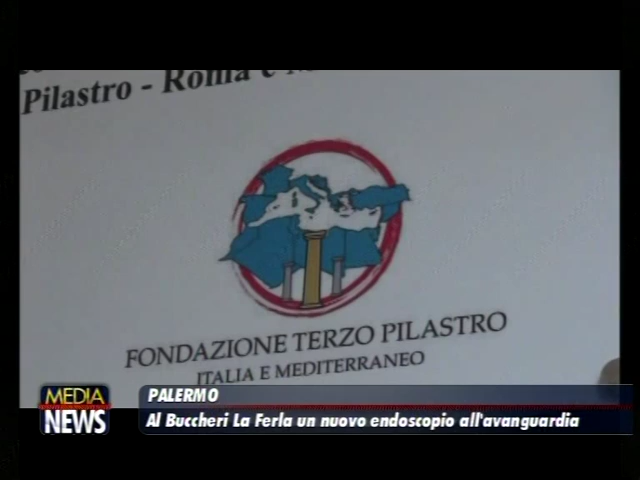 Pilastro - Roma e
FONDAZIONE TERZO PILASTRO
ITALIA E MEDITERRANEO
MEDIA
NEWS
PALERMO
Al Buccheri La Ferla un nuovo endoscopio all'avanguardia